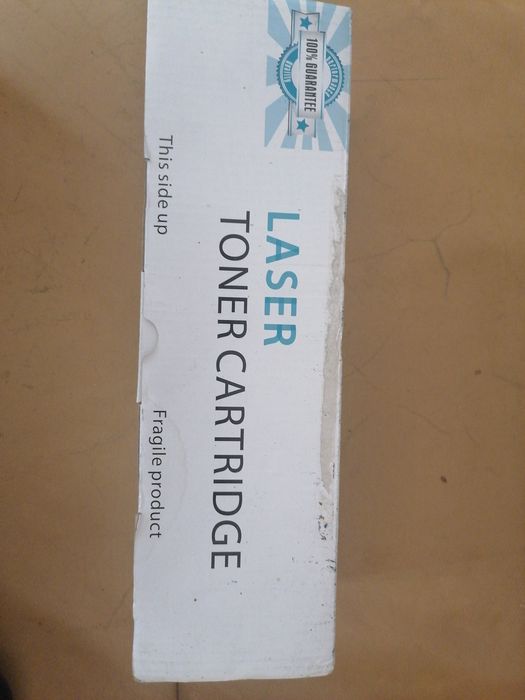 100% GUARANTEE
LASER
TONER CARTRIDGE
This side up
Fragile product